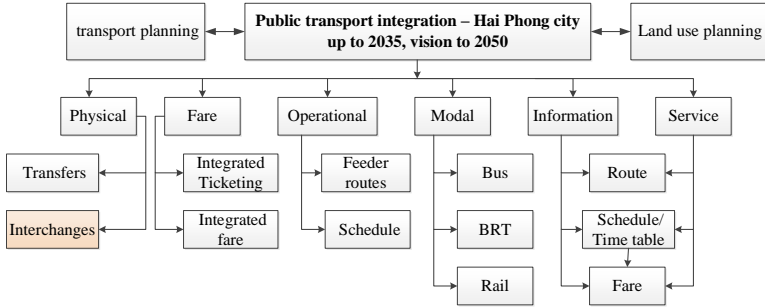 transport planning
Public transport integration – Hai Phong city
up to 2035, vision to 2050
Land use planning
Physical
Fare
Operational
Modal
Information
Service
Transfers
Integrated
Ticketing
Feeder
routes
Bus
Route
Interchanges
Integrated
fare
Schedule
BRT
Schedule/
Time table
Rail
Fare